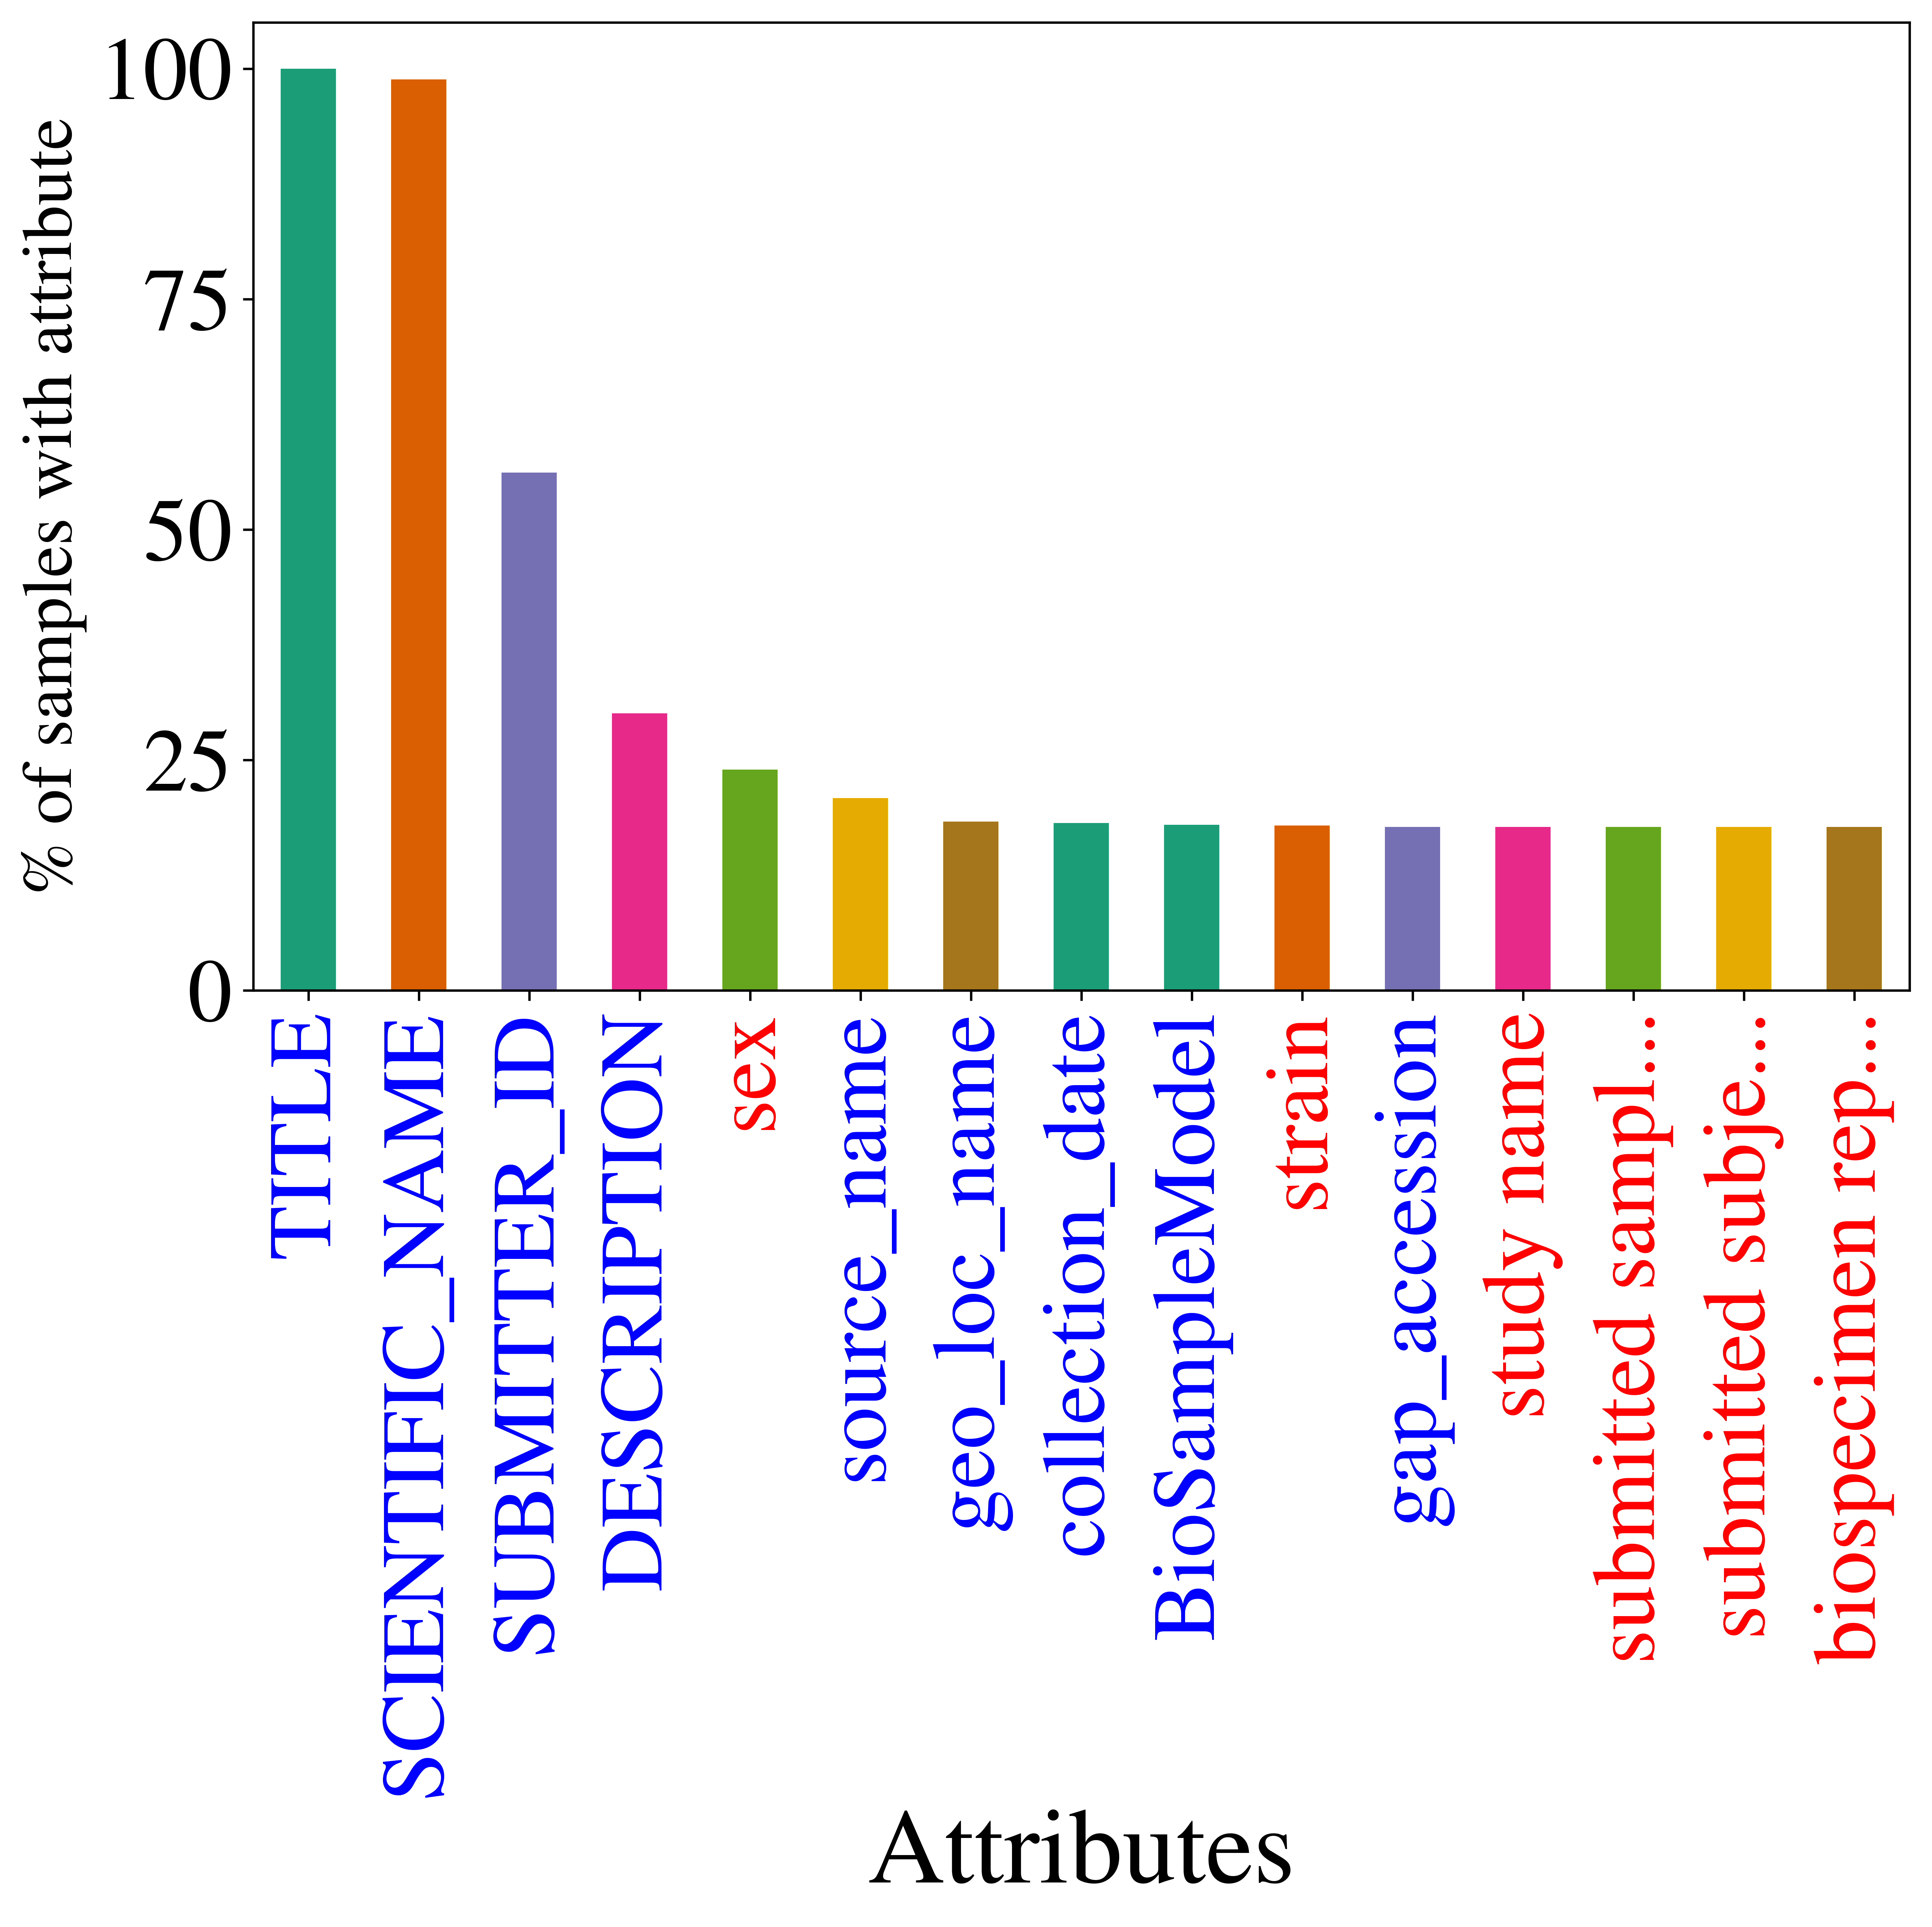 % of samples with attribute
100
75
50
25
0
TITLE
SCIENTIFIC_NAME
SUBMITTER_ID
DESCRIPTION
sex
source_name
geo_loc_name
collection_date
BioSampleModel
strain
gap_accession
study name
submitted sampl...
submitted subje...
biospecimen rep...
Attributes